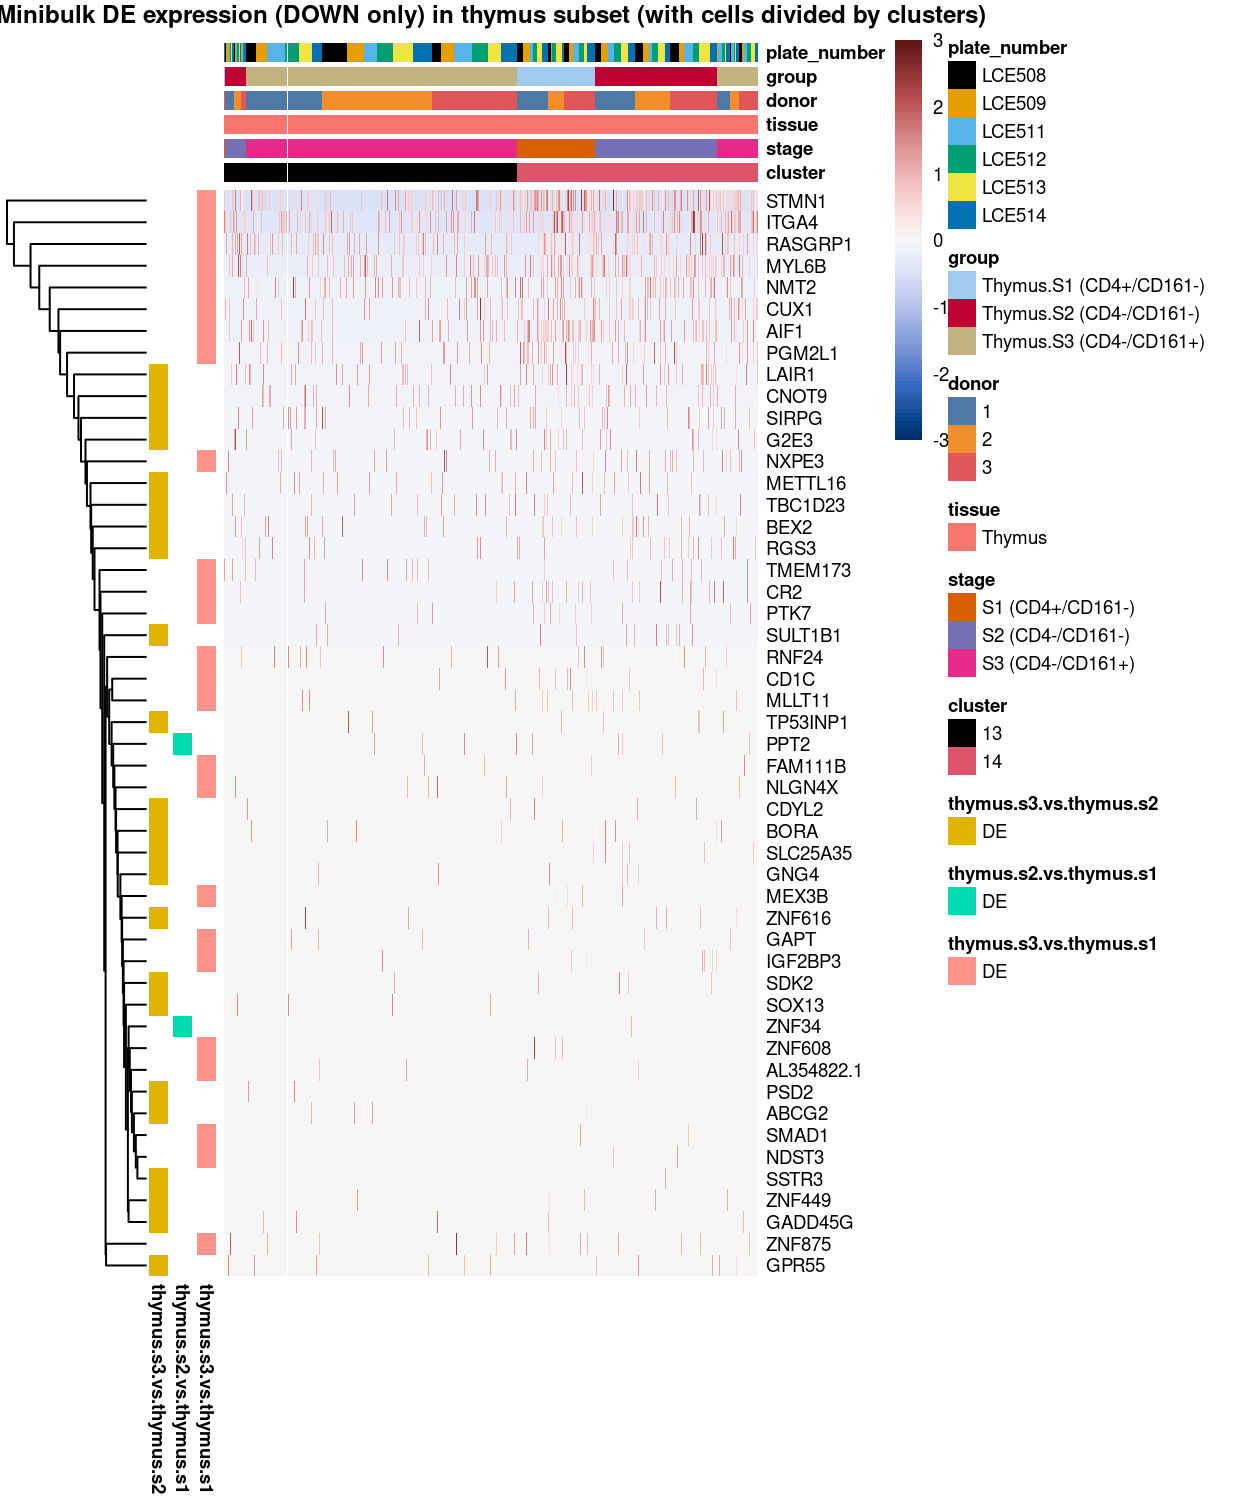 Minibulk DE expression (DOWN only) in thymus subset (with cells divided by clusters)
plate_number
group
donor
tissue
stage
cluster
STMN1
ITGA4
RASGRP1
MYL6B
NMT2
CUX1
AIF1
PGM2L1
LAIR1
CNOT9
SIRPG
G2E3
NXPE3
METTL16
TBC1D23
BEX2
RGS3
TMEM173
CR2
PTK7
SULT1B1
RNF24
CD1C
MLLT11
TP53INP1
PPT2
FAM111B
NLGN4X
CDYL2
BORA
SLC25A35
GNG4
MEX3B
ZNF616
GAPT
IGF2BP3
SDK2
SOX13
ZNF34
ZNF608
AL354822.1
PSD2
ABCG2
SMAD1
NDST3
SSTR3
ZNF449
GADD45G
ZNF875
GPR55
thymus.s3.vs.thymus.s2
thymus.s2.vs.thymus.s1
thymus.s3.vs.thymus.s1
3
2
1
0
-1
-2
-3
plate_number
LCE508
LCE509
LCE511
LCE512
LCE513
LCE514
group
Thymus.S1 (CD4+/CD161-)
Thymus.S2 (CD4-/CD161-)
Thymus.S3 (CD4-/CD161+)
donor
1
2
3
tissue
Thymus
stage
S1 (CD4+/CD161-)
S2 (CD4-/CD161-)
S3 (CD4-/CD161+)
cluster
13
14
thymus.s3.vs.thymus.s2
DE
thymus.s2.vs.thymus.s1
DE
thymus.s3.vs.thymus.s1
DE